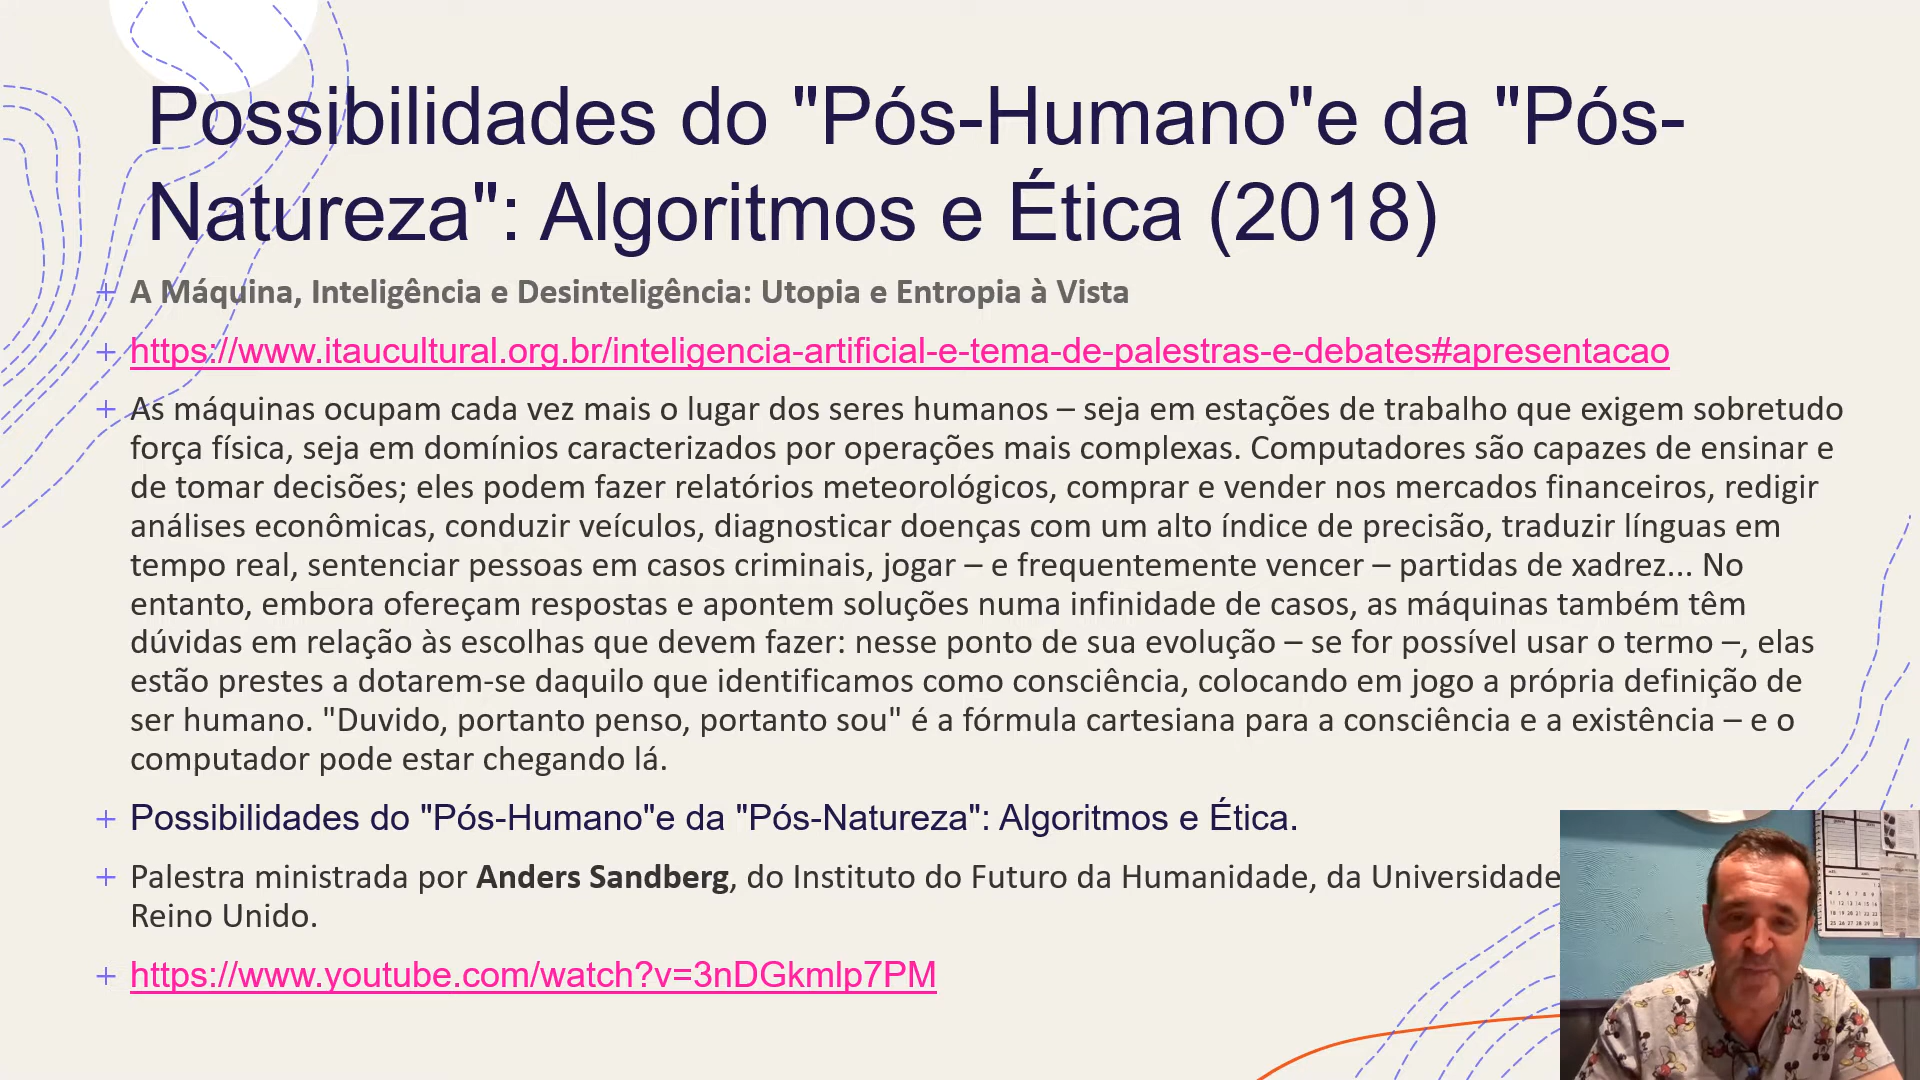 Possibilidades do "Pós-Humano"e da "Pós-
Natureza": Algoritmos e Ética (2018)
+ A Máquina, Inteligência e Desinteligência: Utopia e Entropia à Vista
+ https://www.itaucultural.org.br/inteligencia-artificial-e-tema-de-palestras-e-debates#apresentacao
+ As máquinas ocupam cada vez mais o lugar dos seres humanos – seja em estações de trabalho que exigem sobretudo
força física, seja em domínios caracterizados por operações mais complexas. Computadores são capazes de ensinar e
de tomar decisões; eles podem fazer relatórios meteorológicos, comprar e vender nos mercados financeiros, redigir
análises econômicas, conduzir veículos, diagnosticar doenças com um alto índice de precisão, traduzir línguas em
tempo real, sentenciar pessoas em casos criminais, jogar – e frequentemente vencer – partidas de xadrez... No
entanto, embora ofereçam respostas e apontem soluções numa infinidade de casos, as máquinas também têm
dúvidas em relação às escolhas que devem fazer: nesse ponto de sua evolução – se for possível usar o termo –, elas
estão prestes a dotarem-se daquilo que identificamos como consciência, colocando em jogo a própria definição de
ser humano. "Duvido, portanto penso, portanto sou" é a fórmula cartesiana para a consciência e a existência – e o
computador pode estar chegando lá.
+ Possibilidades do "Pós-Humano"e da "Pós-Natureza": Algoritmos e Ética.
+ Palestra ministrada por Anders Sandberg, do Instituto do Futuro da Humanidade, da Universidade
Reino Unido.
+ https://www.youtube.com/watch?v=3nDGkmlp7PM